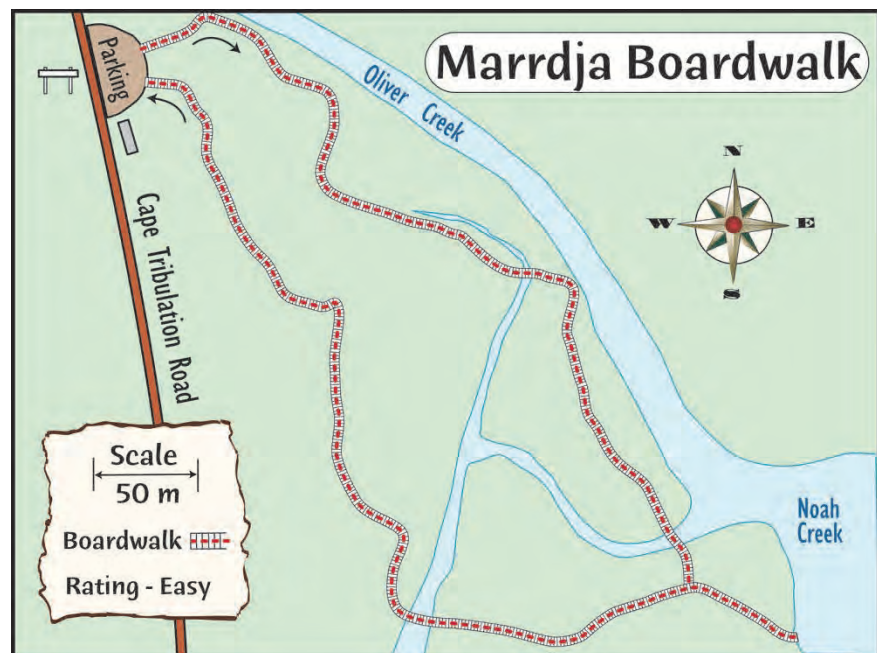 Marrdja Boardwalk
Parking
Oliver Creek
N
W
E
S
Cape Tribulation Road
Scale
50 m
Boardwalk
Rating - Easy
Noah
Creek